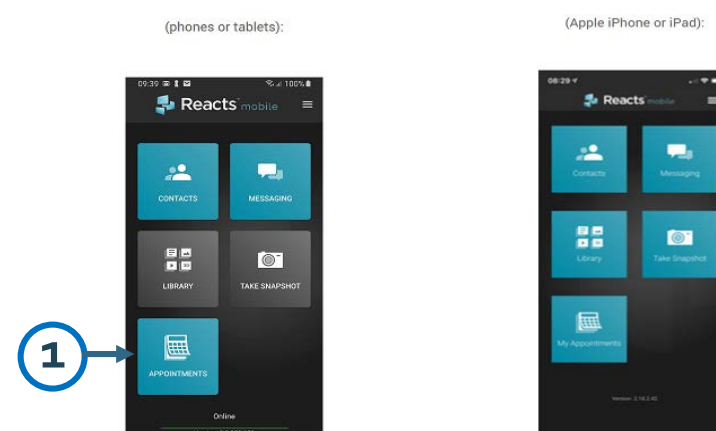 (phones or tablets):
09:39 100%
Reacts mobile
CONTACTS MESSAGING
LIBRARY TAKE SNAPSHOT
APPOINTMENTS
Online
1
(Apple iPhone or iPad):
08:29
Reacts mobile
Contacts Messaging
Library Take Snapshot
My Appointments